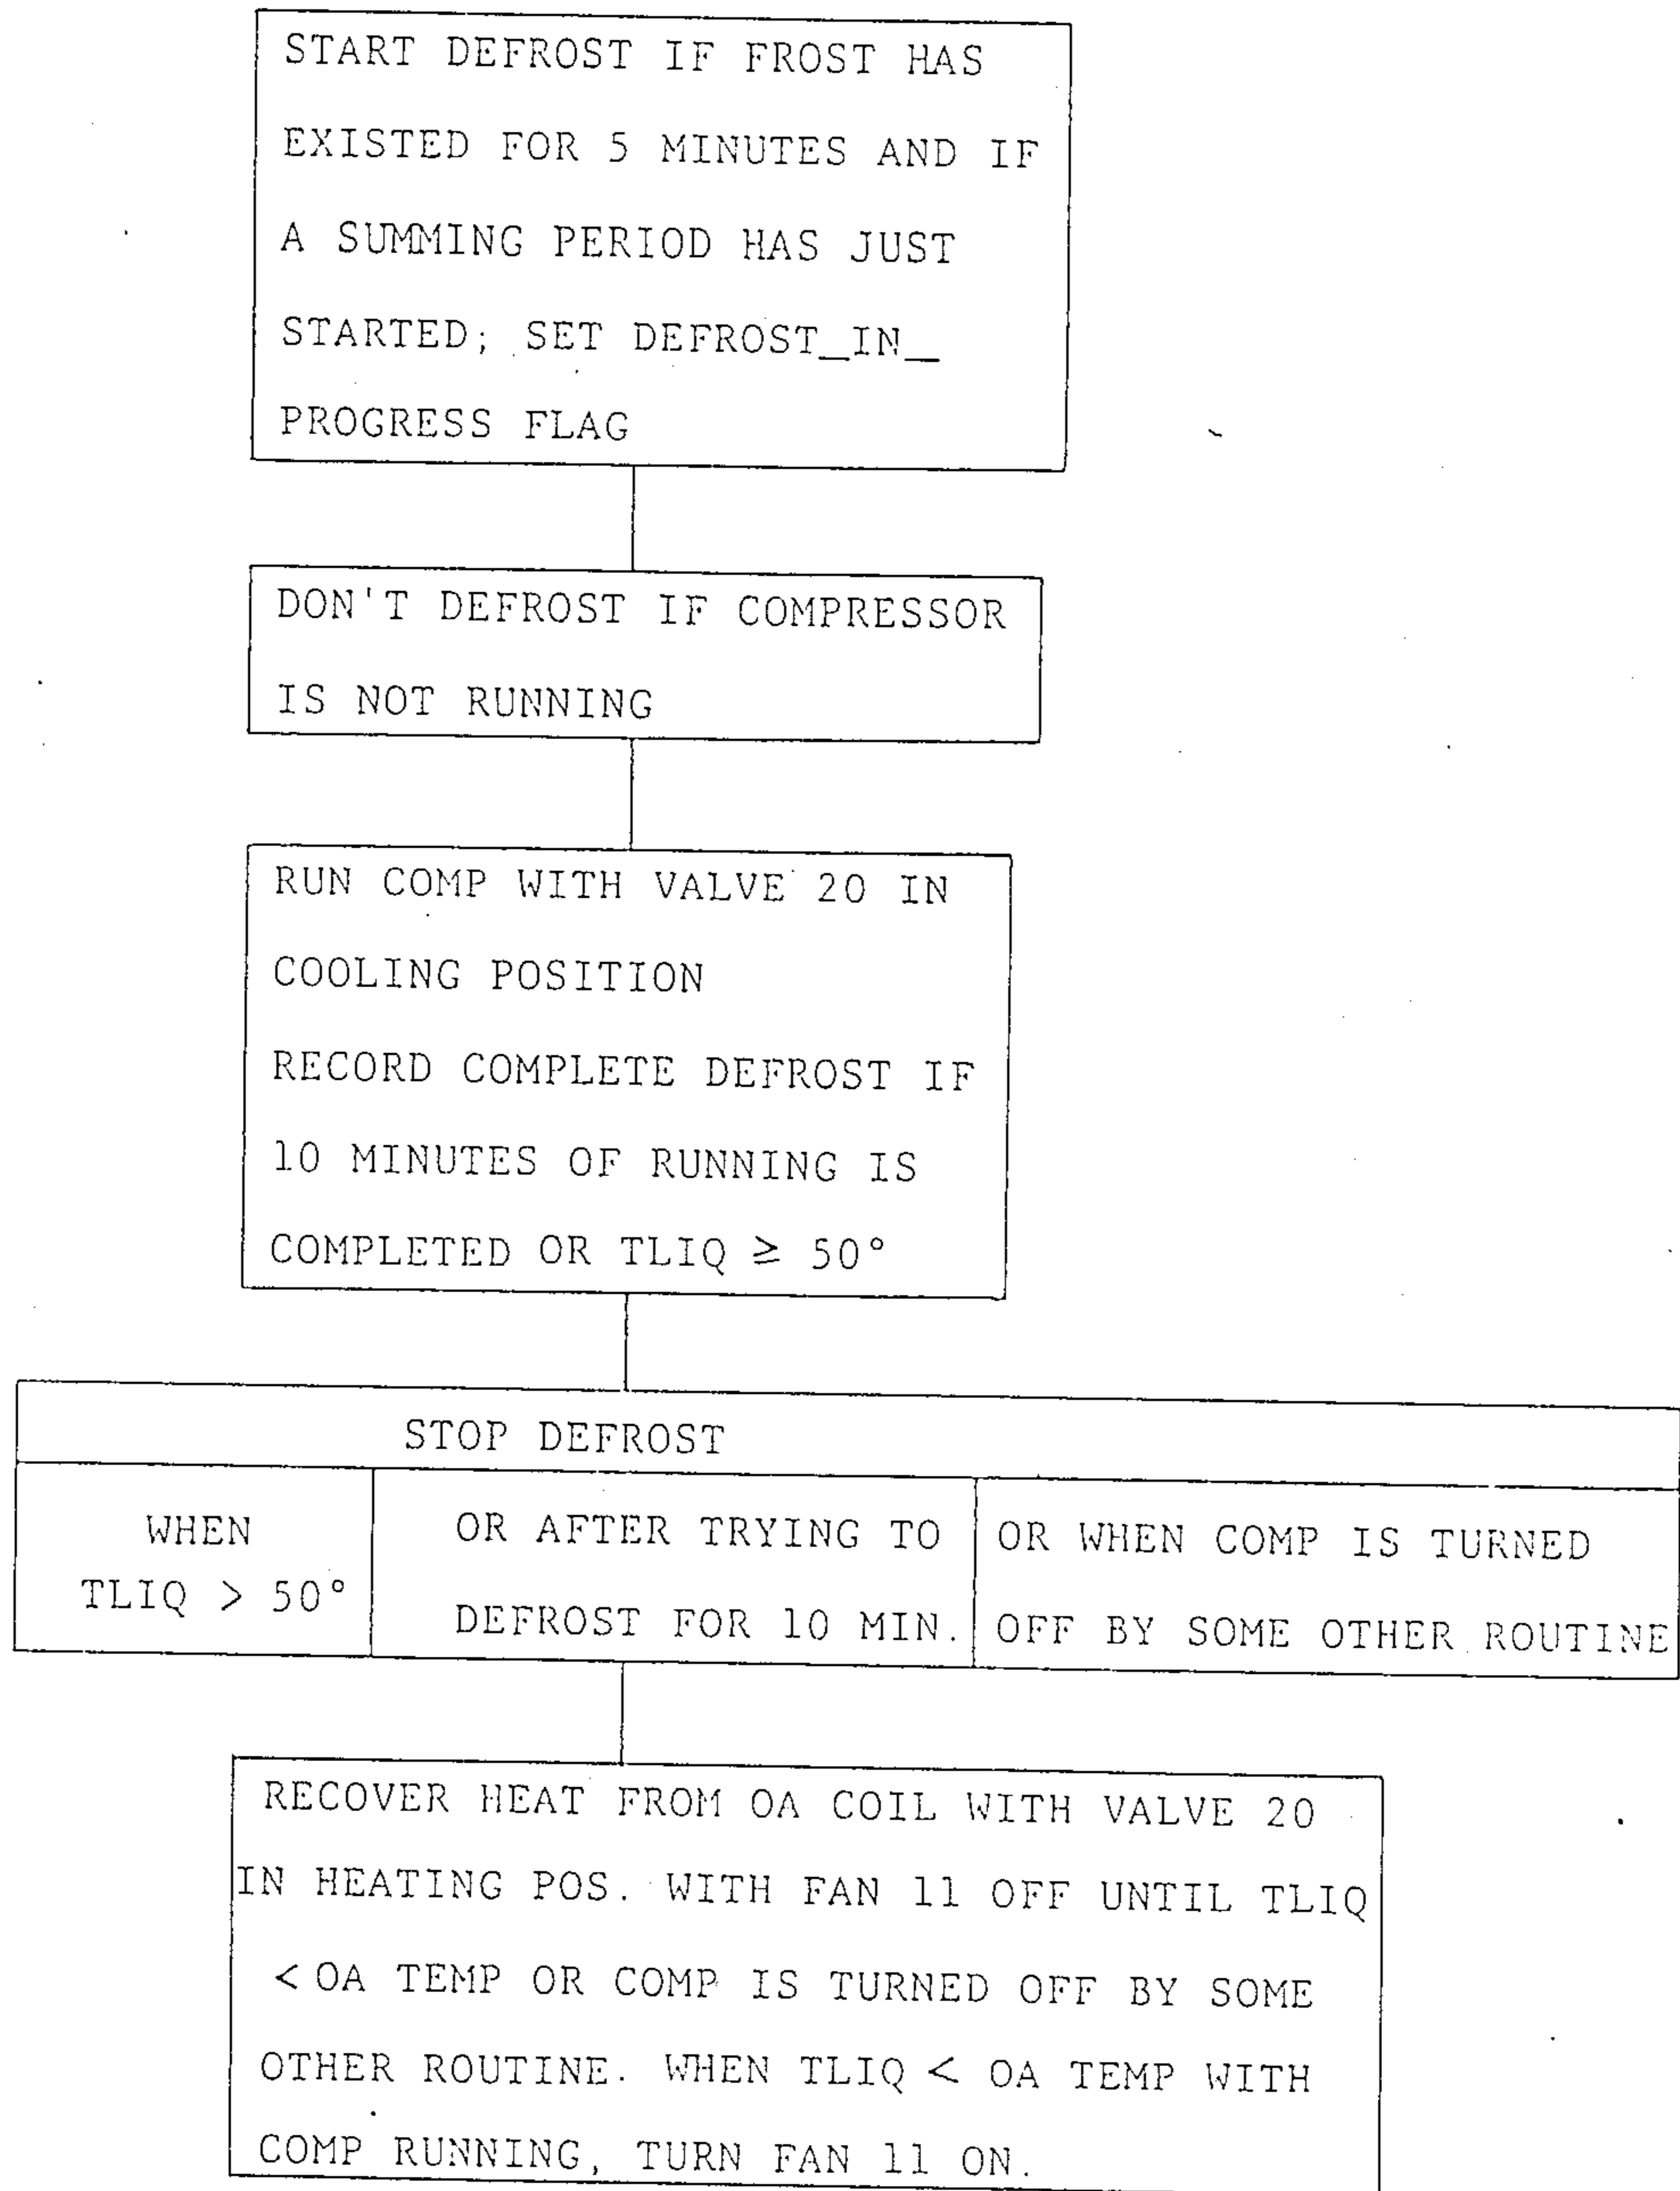 START DEFROST IF FROST HAS
EXISTED FOR 5 MINUTES AND IF
A SUMMING PERIOD HAS JUST
STARTED; SET DEFROST_IN_
PROGRESS FLAG
DON'T DEFROST IF COMPRESSOR
IS NOT RUNNING
RUN COMP WITH VALVE 20 IN
COOLING POSITION
RECORD COMPLETE DEFROST IF
10 MINUTES OF RUNNING IS
COMPLETED OR TLIQ ≥ 50°
STOP DEFROST
WHEN
TLIQ > 50°
OR AFTER TRYING TO
DEFROST FOR 10 MIN.
OR WHEN COMP IS TURNED
OFF BY SOME OTHER ROUTINE
RECOVER HEAT FROM OA COIL WITH VALVE 20
IN HEATING POS. WITH FAN 11 OFF UNTIL TLIQ
< OA TEMP OR COMP IS TURNED OFF BY SOME
OTHER ROUTINE. WHEN TLIQ < OA TEMP WITH
COMP RUNNING, TURN FAN 11 ON.